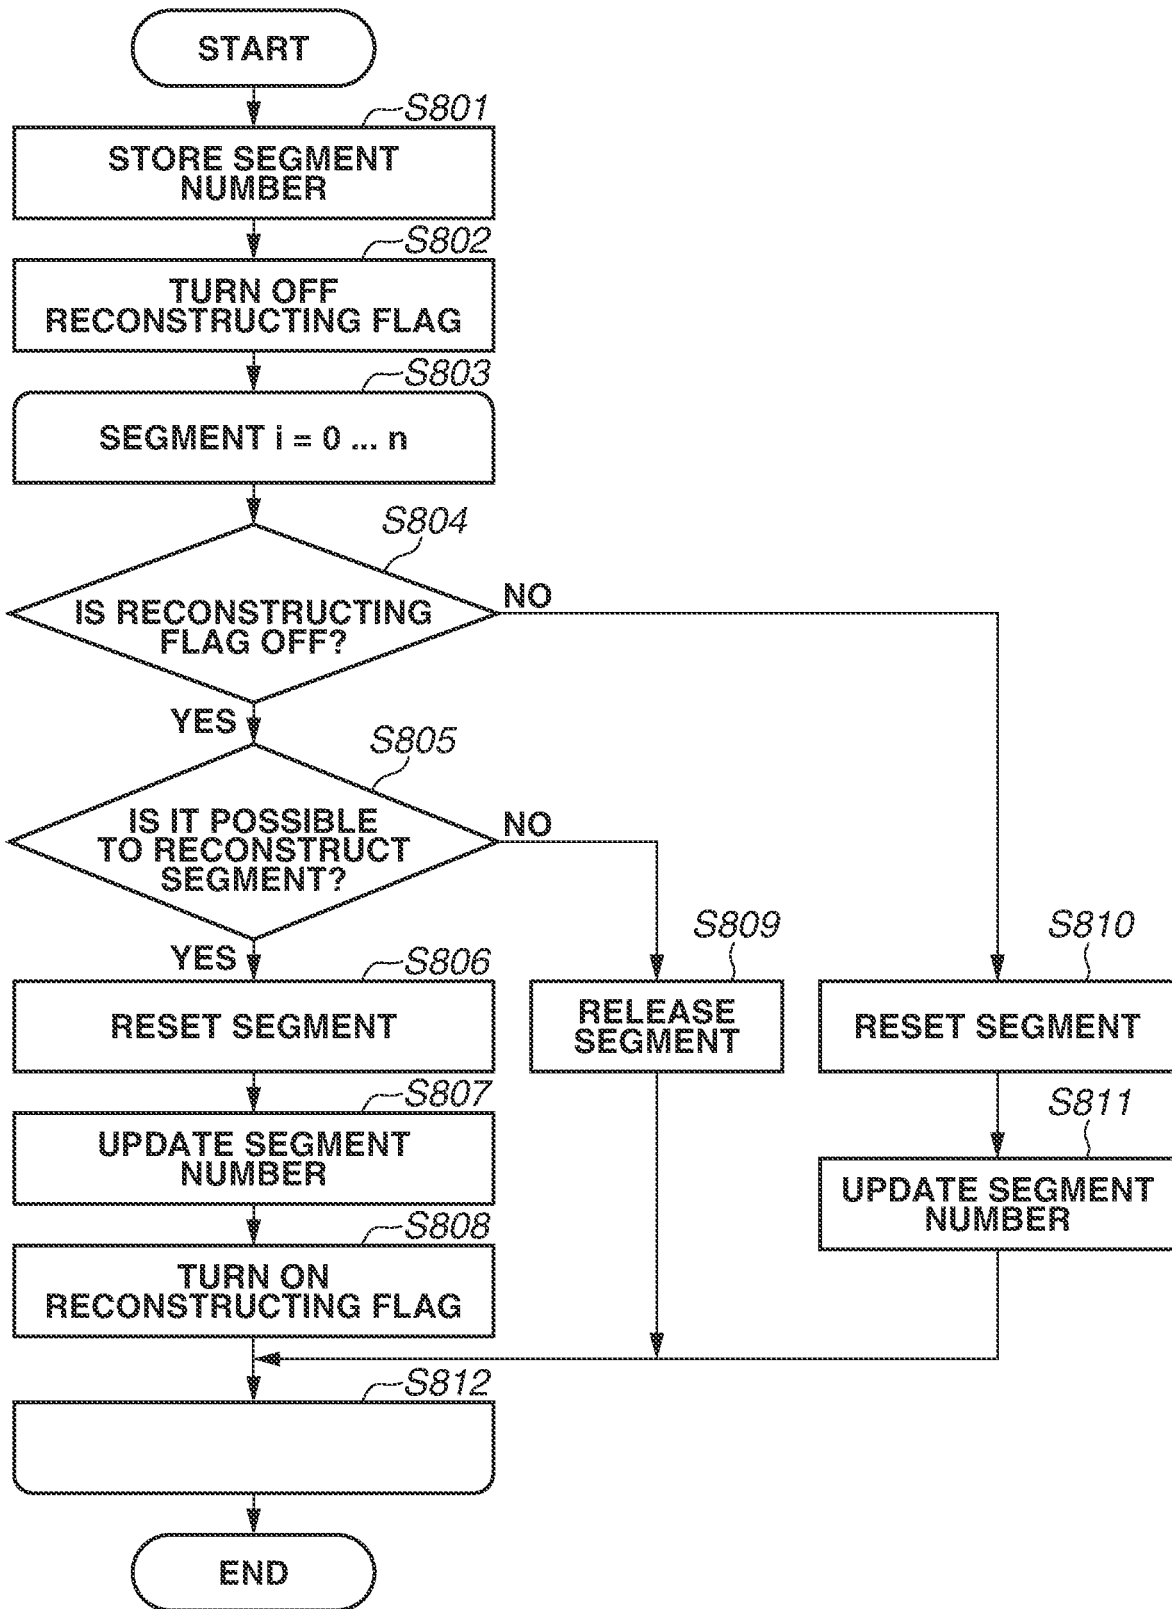 START
S801
STORE SEGMENT
NUMBER
S802
TURN OFF
RECONSTRUCTING FLAG
S803
SEGMENT i = 0 ... n
S804
IS RECONSTRUCTING
FLAG OFF?
NO
YES
S805
IS IT POSSIBLE
TO RECONSTRUCT
SEGMENT?
NO
YES
S806
RESET SEGMENT
S809
RELEASE
SEGMENT
S810
RESET SEGMENT
S807
UPDATE SEGMENT
NUMBER
S811
UPDATE SEGMENT
NUMBER
S808
TURN ON
RECONSTRUCTING FLAG
S812
END